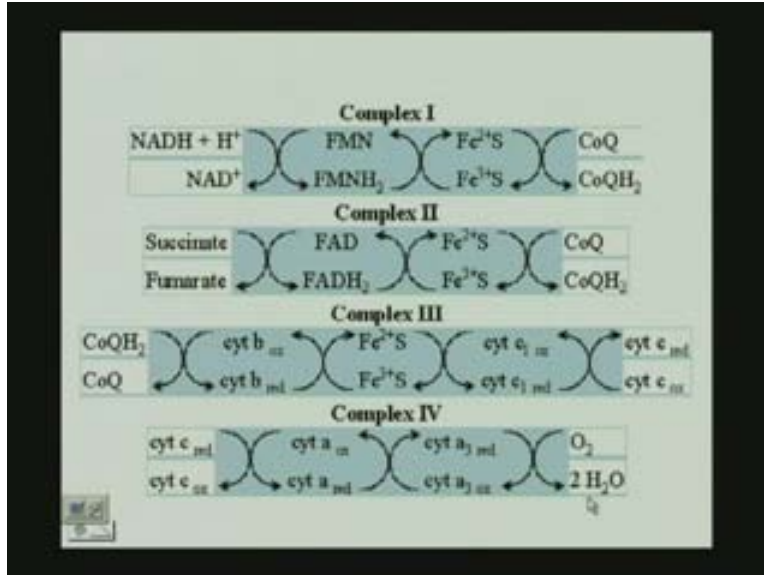 Complex I
NADH + H⁺ FMN Fe²⁺S CoQ
NAD⁺ FMNH₂ Fe³⁺S CoQH₂
Complex II
Succinate FAD Fe²⁺S CoQ
Fumarate FADH₂ Fe³⁺S CoQH₂
Complex III
CoQH₂ cyt b ox Fe²⁺S cyt c₁ ox cyt c red
CoQ cyt b red Fe³⁺S cyt c₁ red cyt c ox
Complex IV
cyt c red cyt a ox cyt a₃ red O₂
cyt c ox cyt a red cyt a₃ ox 2 H₂O